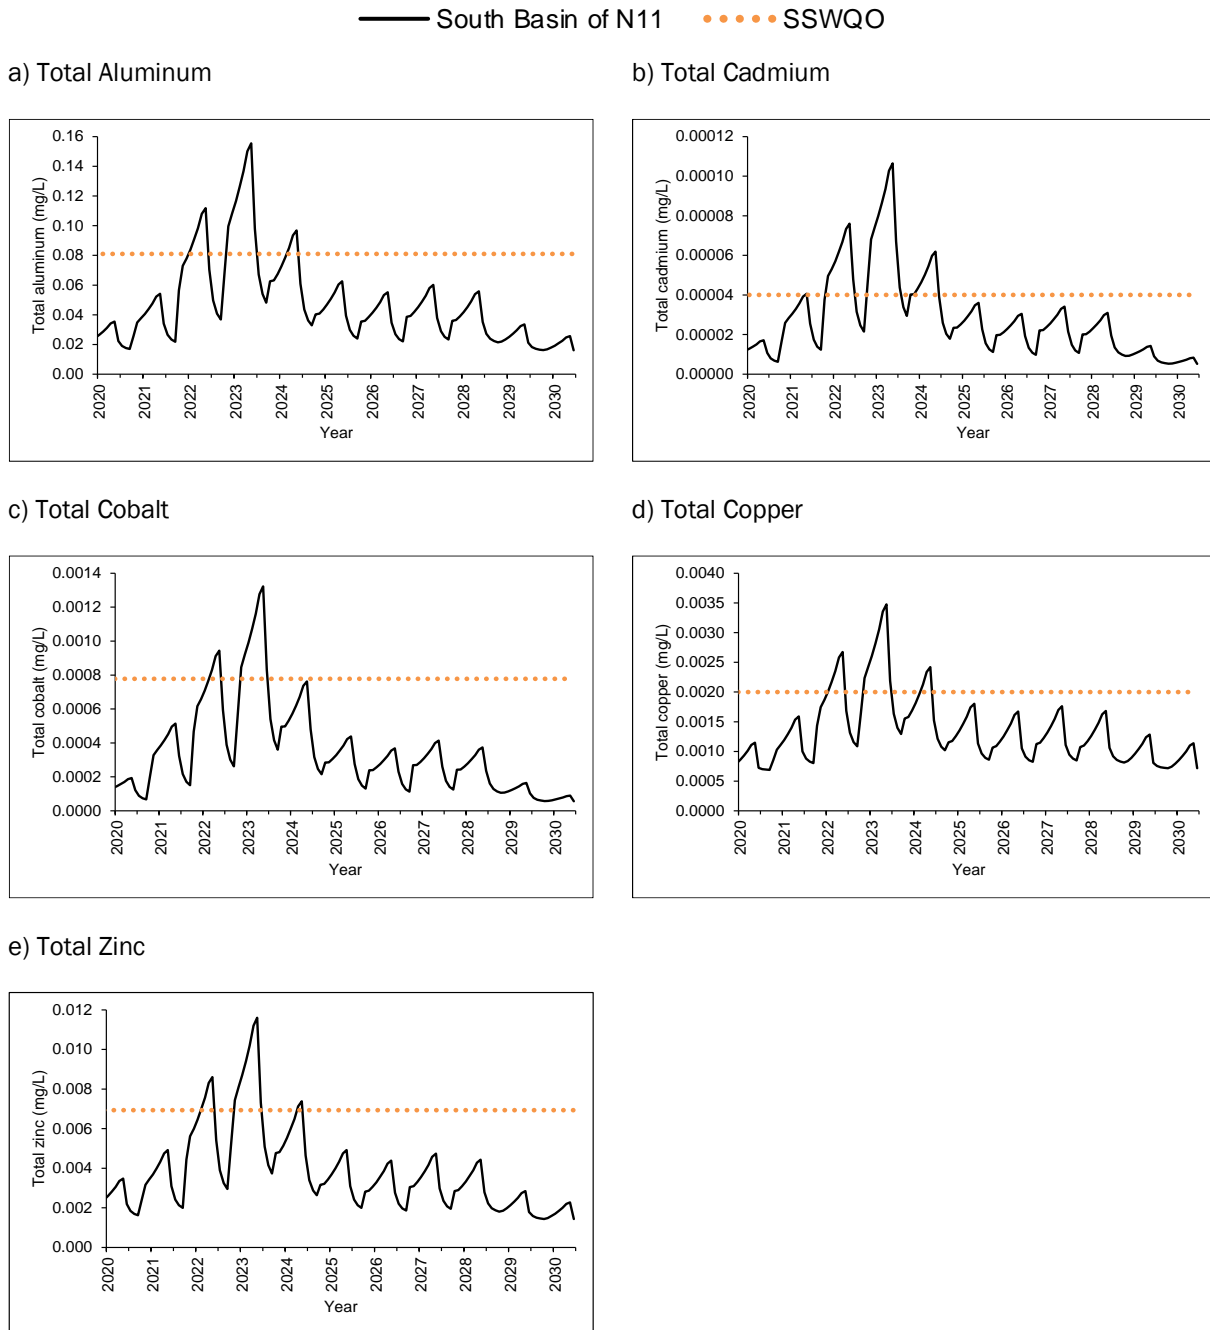 South Basin of N11 SSWQO
a) Total Aluminum
b) Total Cadmium
0.16
0.14
0.12
0.10
0.08
0.06
0.04
0.02
0.00
Total aluminum (mg/L)
2020 2021 2022 2023 2024 2025 2026 2027 2028 2029 2030
Year
0.00012
0.00010
0.00008
0.00006
0.00004
0.00002
0.00000
Total cadmium (mg/L)
2020 2021 2022 2023 2024 2025 2026 2027 2028 2029 2030
Year
c) Total Cobalt
d) Total Copper
0.0014
0.0012
0.0010
0.0008
0.0006
0.0004
0.0002
0.0000
Total cobalt (mg/L)
2020 2021 2022 2023 2024 2025 2026 2027 2028 2029 2030
Year
0.0040
0.0035
0.0030
0.0025
0.0020
0.0015
0.0010
0.0005
0.0000
Total copper (mg/L)
2020 2021 2022 2023 2024 2025 2026 2027 2028 2029 2030
Year
e) Total Zinc
0.012
0.010
0.008
0.006
0.004
0.002
0.000
Total zinc (mg/L)
2020 2021 2022 2023 2024 2025 2026 2027 2028 2029 2030
Year